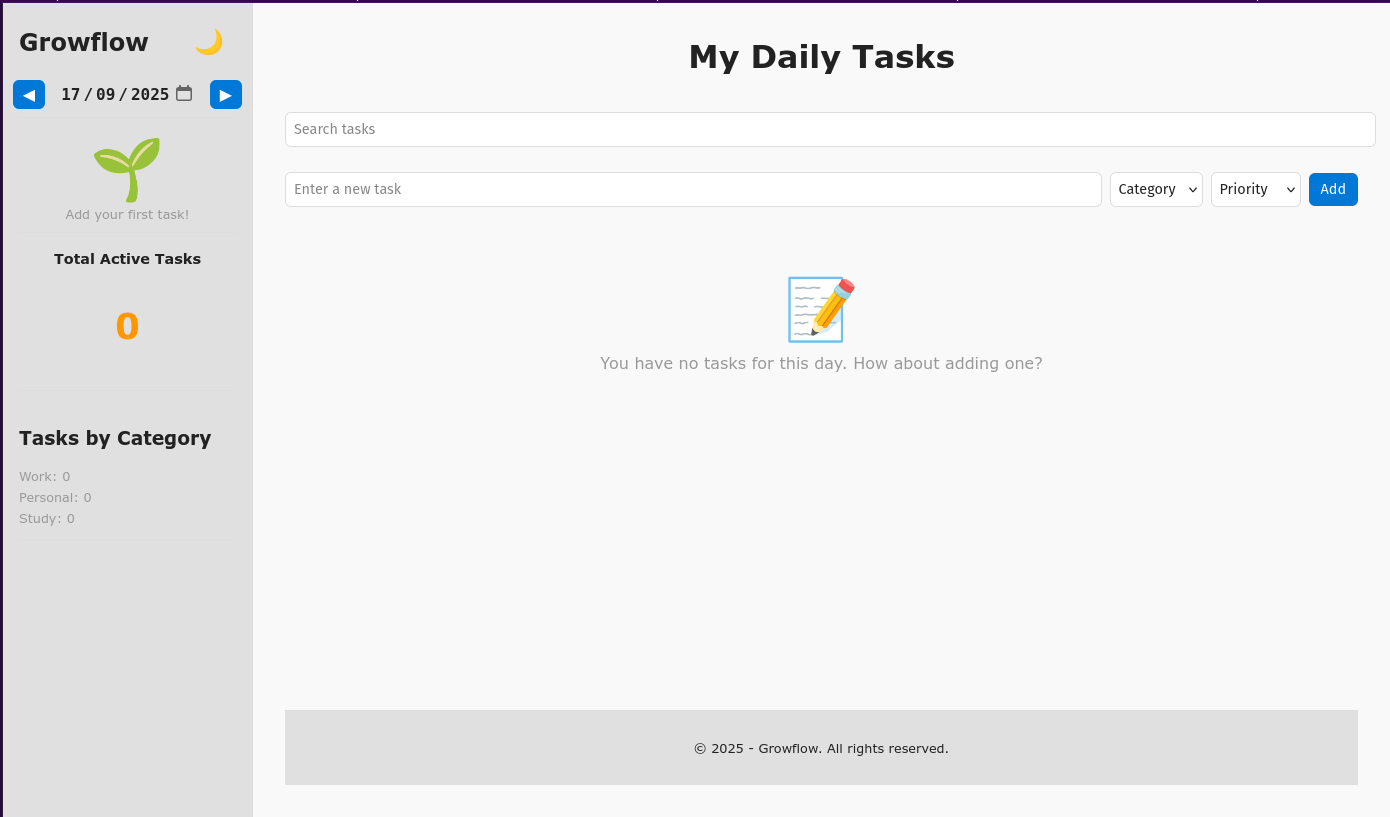 Growflow
17/09/2025
Add your first task!
Total Active Tasks
0
Tasks by Category
Work: 0
Personal: 0
Study: 0
My Daily Tasks
Search tasks
Enter a new task
Category
Priority
Add
You have no tasks for this day. How about adding one?
© 2025 - Growflow. All rights reserved.